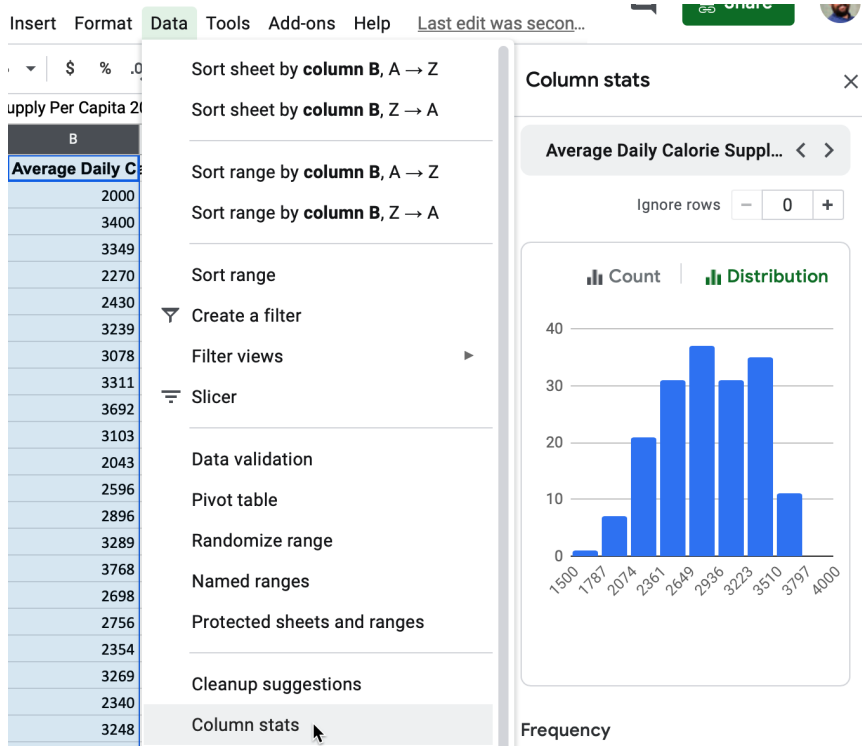 Insert Format Data Tools Add-ons Help Last edit was secon... Share
$ % .0
upply Per Capita 20
B
Average Daily Ca
2000
3400
3349
2270
2430
3239
3078
3311
3692
3103
2043
2596
2896
3289
3768
2698
2756
2354
3269
2340
3248
Sort sheet by column B, A → Z
Sort sheet by column B, Z → A
Sort range by column B, A → Z
Sort range by column B, Z → A
Sort range
Create a filter
Filter views
Slicer
Data validation
Pivot table
Randomize range
Named ranges
Protected sheets and ranges
Cleanup suggestions
Column stats
Column stats
Average Daily Calorie Suppl...
Ignore rows − 0 +
Count Distribution
40
30
20
10
0
1500 1787 2074 2361 2649 2936 3223 3510 3797 4000
Frequency